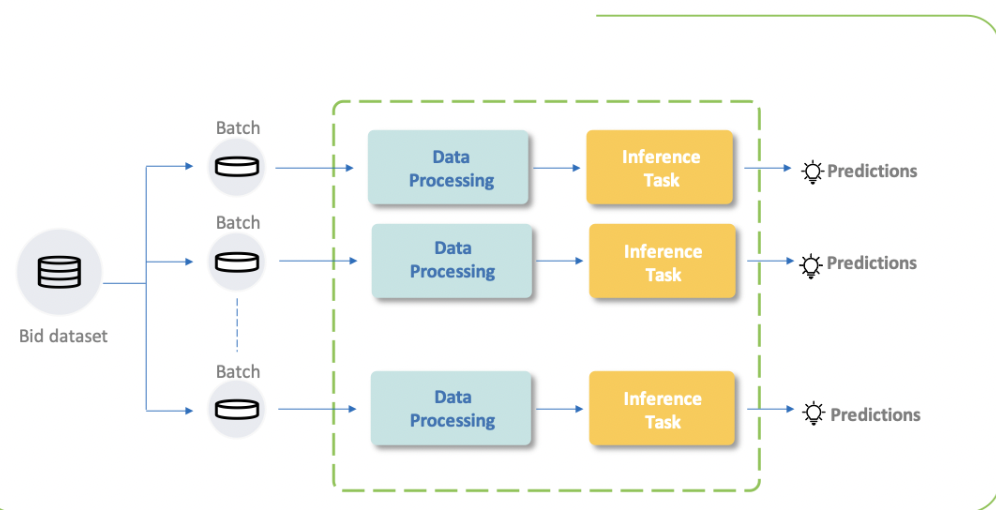 Batch
Data
Processing
Inference
Task
Predictions
Batch
Data
Processing
Inference
Task
Predictions
Bid dataset
Batch
Data
Processing
Inference
Task
Predictions